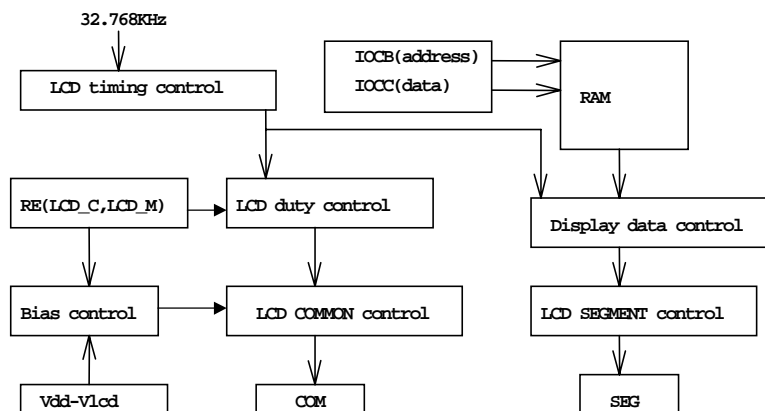 32.768KHz
LCD timing control
IOCB(address)
IOCC(data)
RAM
RE(LCD_C,LCD_M)
LCD duty control
Display data control
Bias control
LCD COMMON control
LCD SEGMENT control
Vdd-Vlcd
COM
SEG